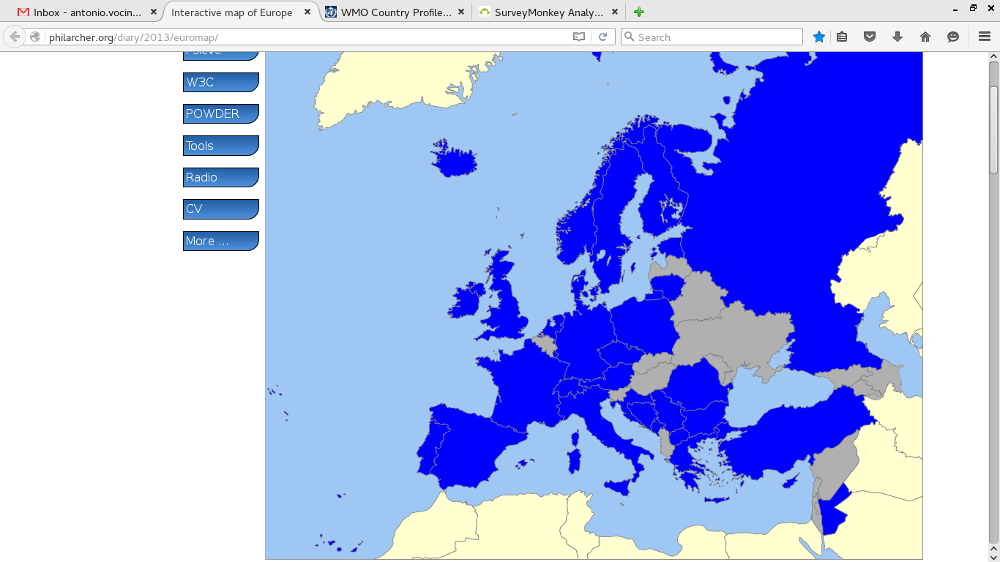 Inbox - antonio.vocin...
Interactive map of Europe
WMO Country Profile...
SurveyMonkey Analy...
philarcher.org/diary/2013/euromap/
Search
W3C
POWDER
Tools
Radio
CV
More ...